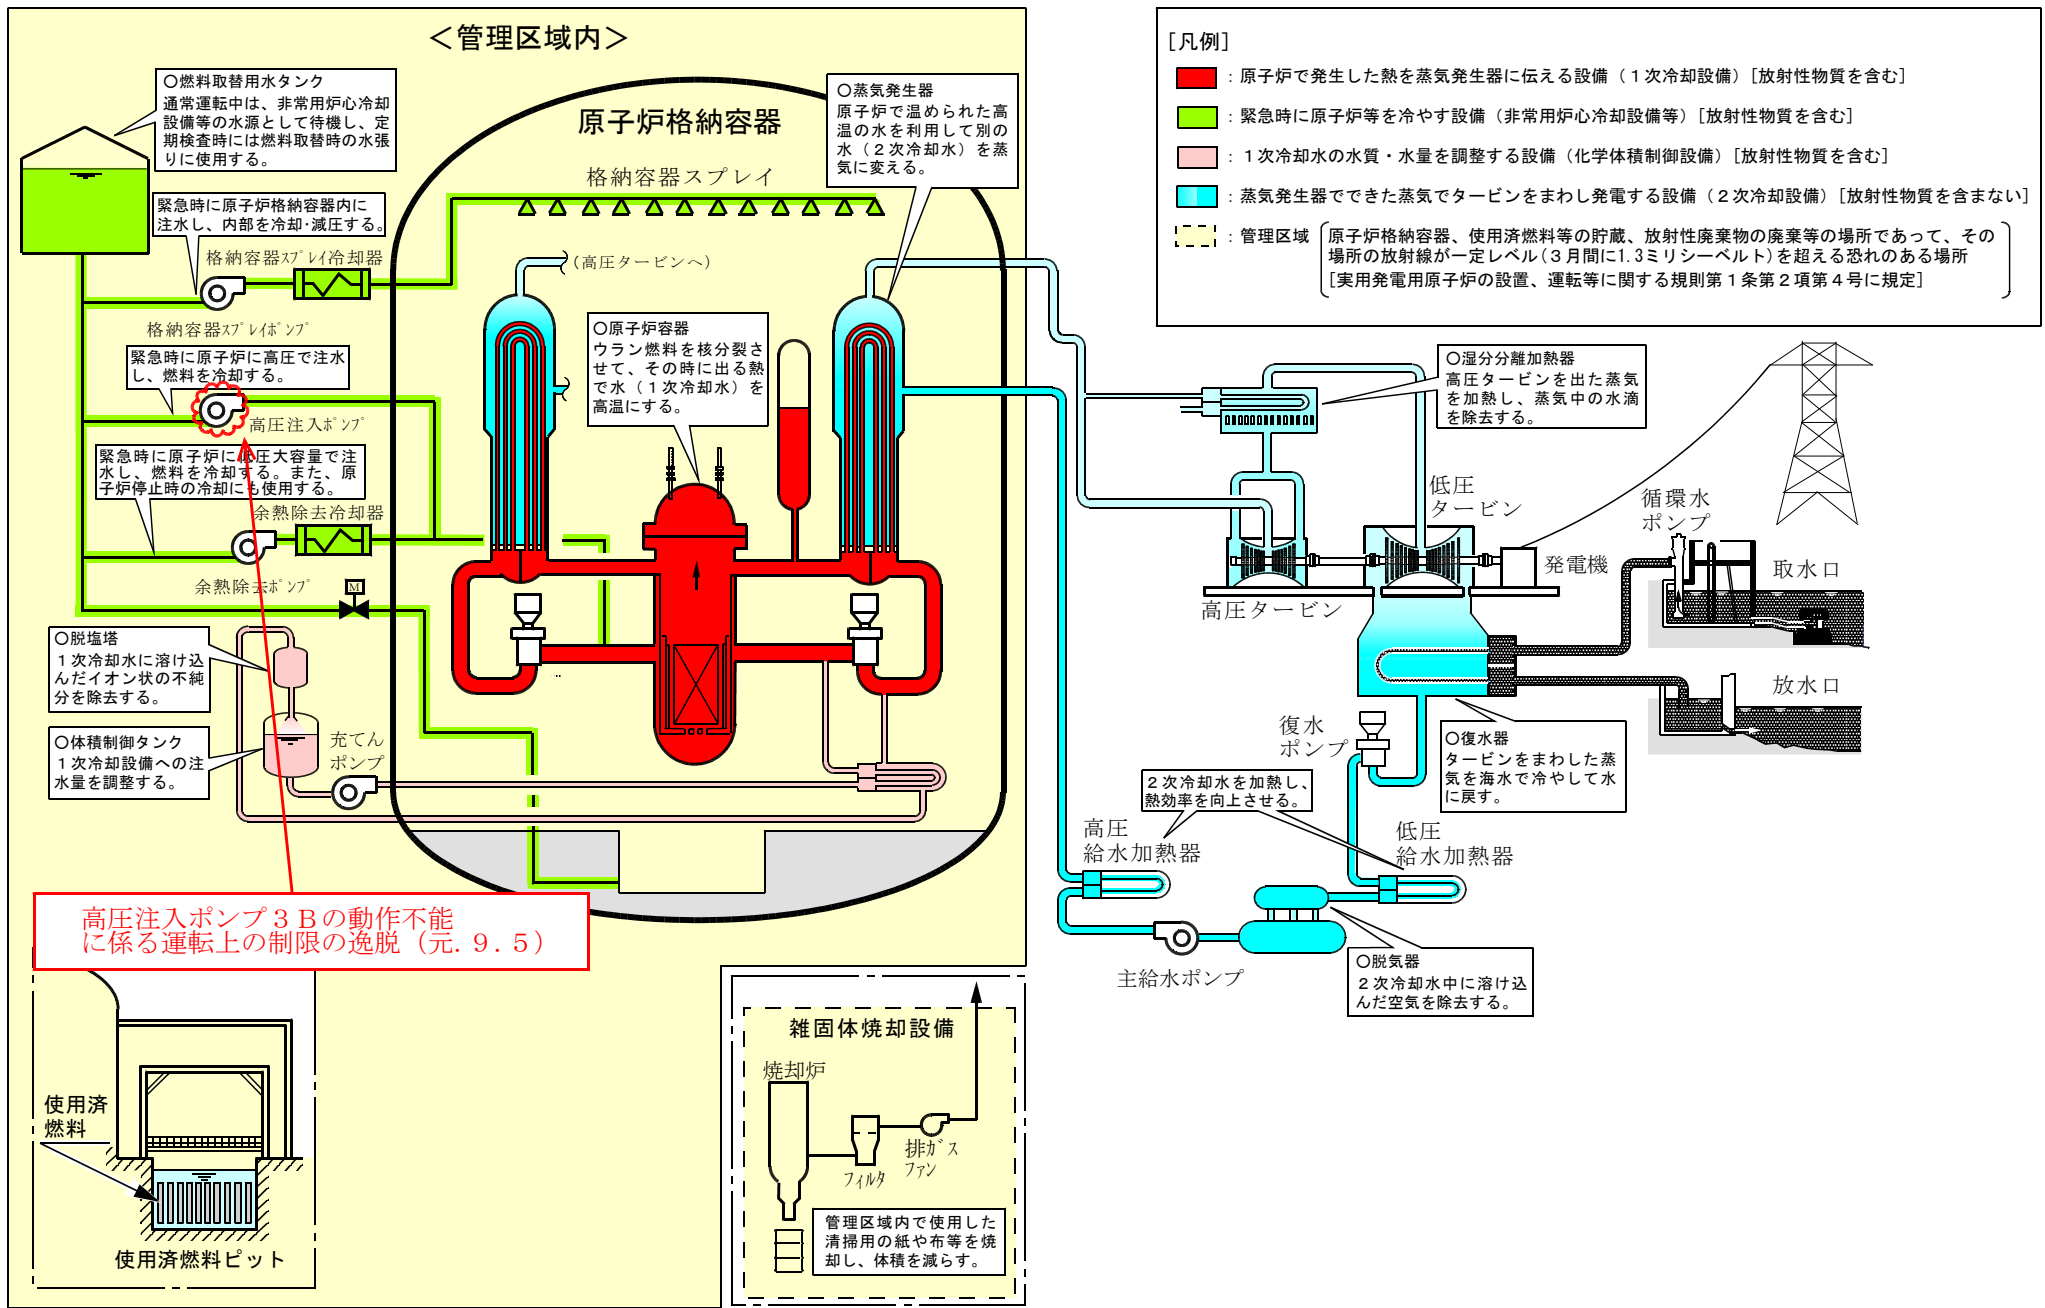 ＜管理区域内＞
○燃料取替用水タンク
通常運転中は、非常用炉心冷却
設備等の水源として待機し、定
期検査時には燃料取替時の水張
りに使用する。
緊急時に原子炉格納容器内に
注水し、内部を冷却･減圧する。
格納容器ｽﾌﾟﾚｲ冷却器
格納容器ｽﾌﾟﾚｲﾎﾟﾝﾌﾟ
緊急時に原子炉に高圧で注水
し、燃料を冷却する。
高圧注入ﾎﾟﾝﾌﾟ
緊急時に原子炉に低圧大容量で注
水し、燃料を冷却する。また、原
子炉停止時の冷却にも使用する。
余熱除去冷却器
余熱除去ﾎﾟﾝﾌﾟ
M
○脱塩塔
１次冷却水に溶け込
んだイオン状の不純
分を除去する。
○体積制御タンク
１次冷却設備への注
水量を調整する。
充てん
ポンプ
原子炉格納容器
格納容器スプレイ
(高圧タービンへ)
○蒸気発生器
原子炉で温められた高
温の水を利用して別の
水（２次冷却水）を蒸
気に変える。
○原子炉容器
ウラン燃料を核分裂さ
せて、その時に出る熱
で水（１次冷却水）を
高温にする。
高圧注入ポンプ３Ｂの動作不能
に係る運転上の制限の逸脱（元.９.５）
使用済
燃料
使用済燃料ピット
雑固体焼却設備
焼却炉
フィルタ
排ガス
ファン
管理区域内で使用した
清掃用の紙や布等を焼
却し、体積を減らす。
[凡例]
：原子炉で発生した熱を蒸気発生器に伝える設備（１次冷却設備）[放射性物質を含む]
：緊急時に原子炉等を冷やす設備（非常用炉心冷却設備等）[放射性物質を含む]
：１次冷却水の水質・水量を調整する設備（化学体積制御設備）[放射性物質を含む]
：蒸気発生器でできた蒸気でタービンをまわし発電する設備（２次冷却設備）[放射性物質を含まない]
：管理区域
原子炉格納容器、使用済燃料等の貯蔵、放射性廃棄物の廃棄等の場所であって、その
場所の放射線が一定レベル(３月間に1.3ミリシーベルト)を超える恐れのある場所
[実用発電用原子炉の設置、運転等に関する規則第１条第２項第４号に規定]
○湿分分離加熱器
高圧タービンを出た蒸気
を加熱し、蒸気中の水滴
を除去する。
低圧
タービン
高圧タービン
発電機
循環水
ポンプ
取水口
放水口
復水
ポンプ
○復水器
タービンをまわした蒸
気を海水で冷やして水
に戻す。
２次冷却水を加熱し、
熱効率を向上させる。
高圧
給水加熱器
低圧
給水加熱器
主給水ポンプ
○脱気器
２次冷却水中に溶け込
んだ空気を除去する。